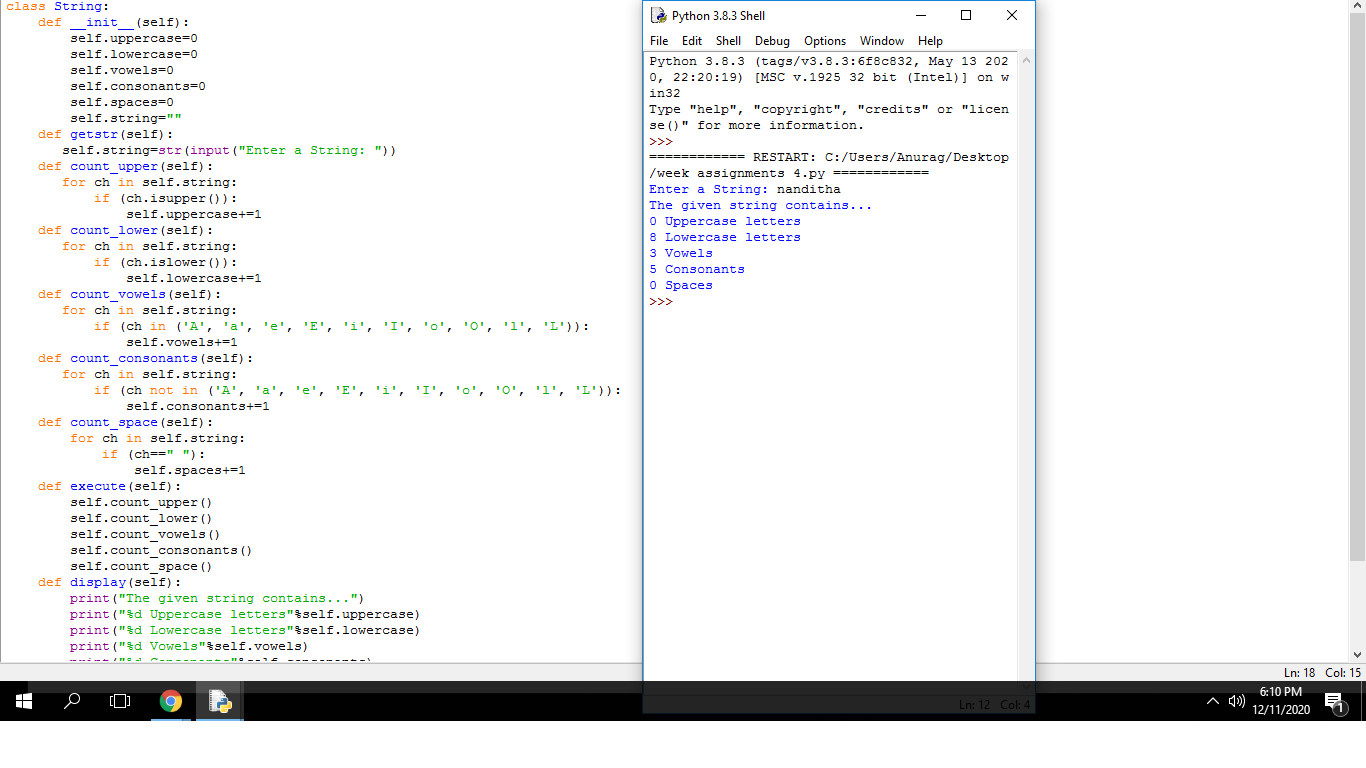 class String:
    def __init__(self):
        self.uppercase=0
        self.lowercase=0
        self.vowels=0
        self.consonants=0
        self.spaces=0
        self.string=""
    def getstr(self):
       self.string=str(input("Enter a String: "))
    def count_upper(self):
       for ch in self.string:
           if (ch.isupper()):
               self.uppercase+=1
    def count_lower(self):
       for ch in self.string:
           if (ch.islower()):
               self.lowercase+=1
    def count_vowels(self):
       for ch in self.string:
           if (ch in ('A', 'a', 'e', 'E', 'i', 'I', 'o', 'O', 'l', 'L')):
               self.vowels+=1
    def count_consonants(self):
       for ch in self.string:
           if (ch not in ('A', 'a', 'e', 'E', 'i', 'I', 'o', 'O', 'l', 'L')):
               self.consonants+=1
    def count_space(self):
        for ch in self.string:
            if (ch==" "):
                self.spaces+=1
    def execute(self):
        self.count_upper()
        self.count_lower()
        self.count_vowels()
        self.count_consonants()
        self.count_space()
    def display(self):
        print("The given string contains...")
        print("%d Uppercase letters"%self.uppercase)
        print("%d Lowercase letters"%self.lowercase)
        print("%d Vowels"%self.vowels)
        print("%d Consonants"%self.consonants)
Python 3.8.3 Shell
File Edit Shell Debug Options Window Help
Python 3.8.3 (tags/v3.8.3:6f8c832, May 13 202
0, 22:20:19) [MSC v.1925 32 bit (Intel)] on w
in32
Type "help", "copyright", "credits" or "licen
se()" for more information.
>>>
============ RESTART: C:/Users/Anurag/Desktop
/week assignments 4.py ============
Enter a String: nanditha
The given string contains...
0 Uppercase letters
8 Lowercase letters
3 Vowels
5 Consonants
0 Spaces
>>>
Ln: 12 Col: 4
Ln: 18 Col: 15
6:10 PM
12/11/2020
1